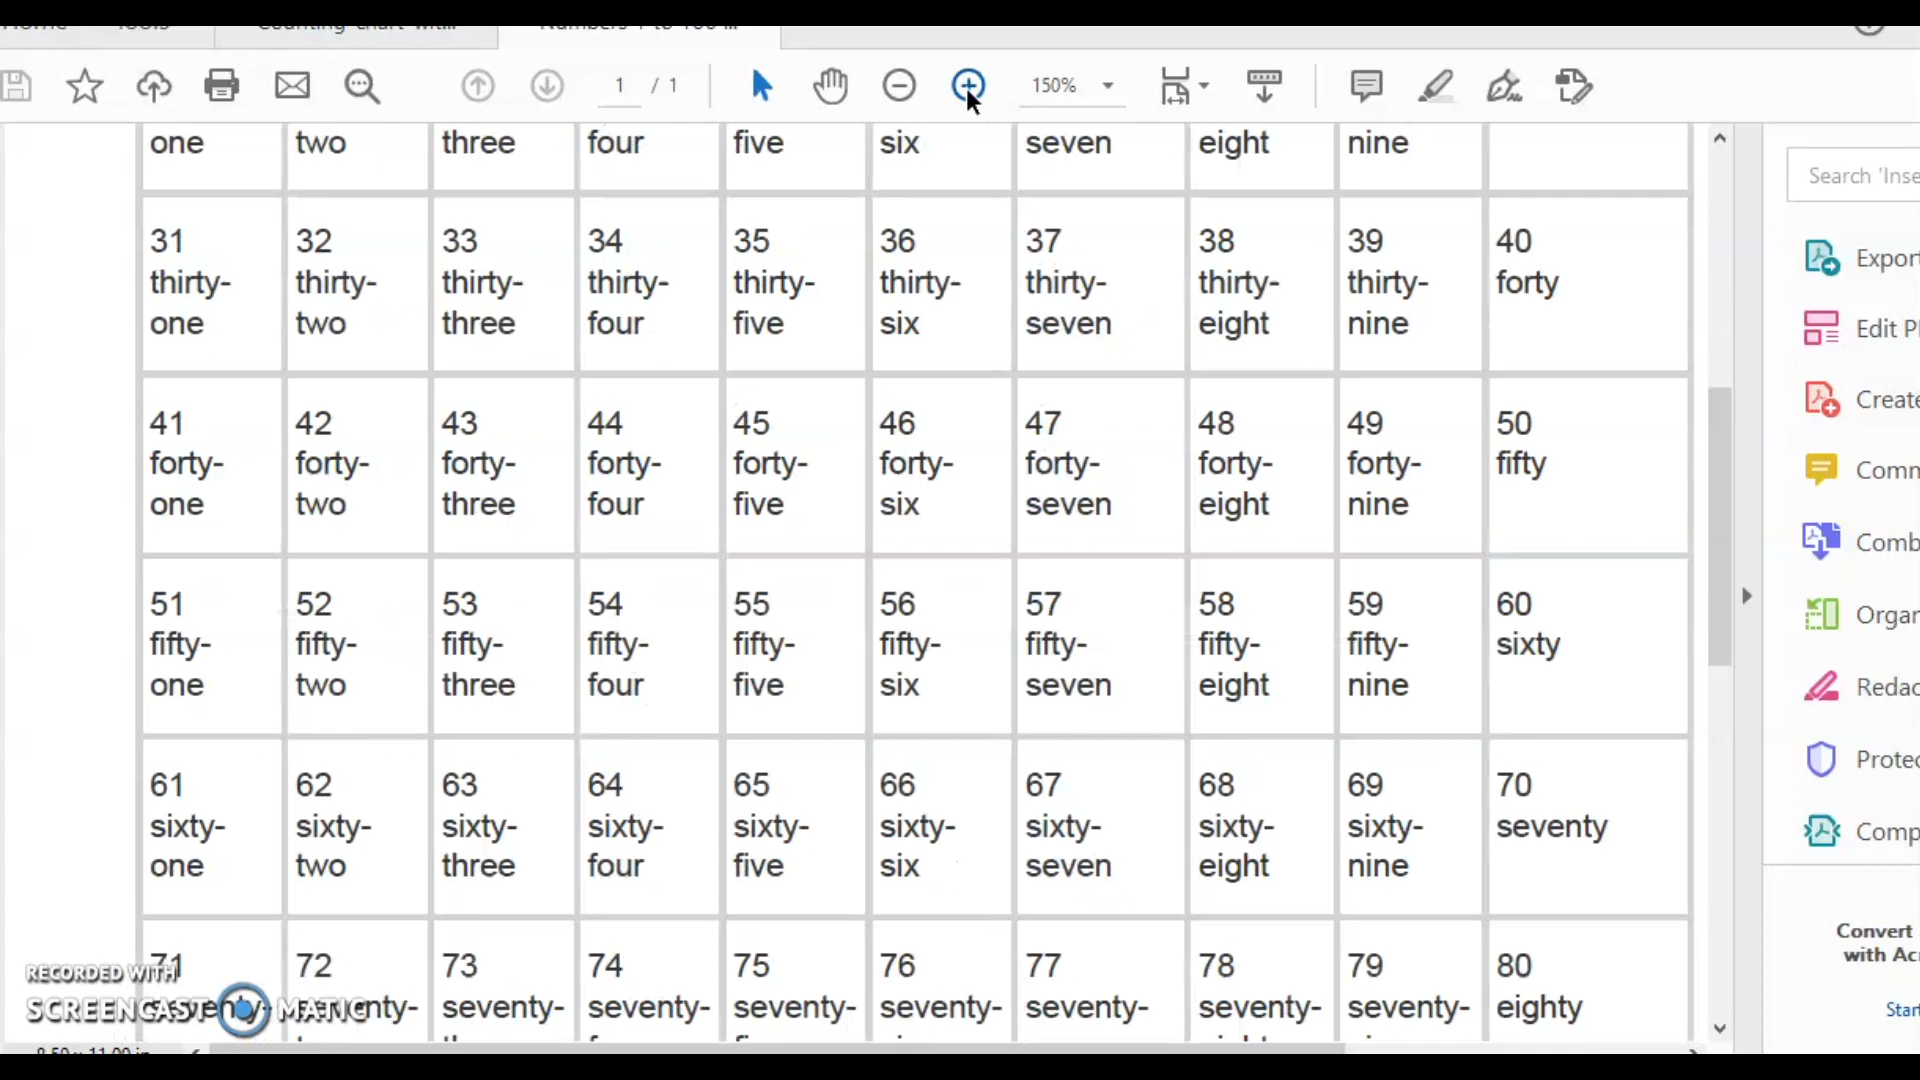 1 / 1 150%
one two three four five six seven eight nine
Search 'Inse
31 32 33 34 35 36 37 38 39 40
thirty- thirty- thirty- thirty- thirty- thirty- thirty- thirty- thirty- forty
one two three four five six seven eight nine
Export
Edit P
41 42 43 44 45 46 47 48 49 50
forty- forty- forty- forty- forty- forty- forty- forty- forty- fifty
one two three four five six seven eight nine
Create
Comm
Comb
51 52 53 54 55 56 57 58 59 60
fifty- fifty- fifty- fifty- fifty- fifty- fifty- fifty- fifty- sixty
one two three four five six seven eight nine
Organ
Redac
61 62 63 64 65 66 67 68 69 70
sixty- sixty- sixty- sixty- sixty- sixty- sixty- sixty- sixty- seventy
one two three four five six seven eight nine
Protec
Comp
71 72 73 74 75 76 77 78 79 80
seventy- seventy- seventy- seventy- seventy- seventy- seventy- seventy- seventy- eighty
Convert
with Ac
Start
RECORDED WITH
SCREENCAST MATIC